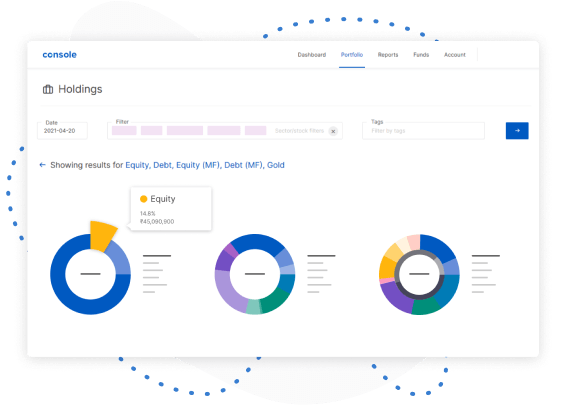 console
Dashboard Portfolio Reports Funds Account
Holdings
Date
2021-04-20
Filter
Sector/stock filters
Tags
Filter by tags
← Showing results for Equity, Debt, Equity (MF), Debt (MF), Gold
Equity
14.8%
₹45,080,900